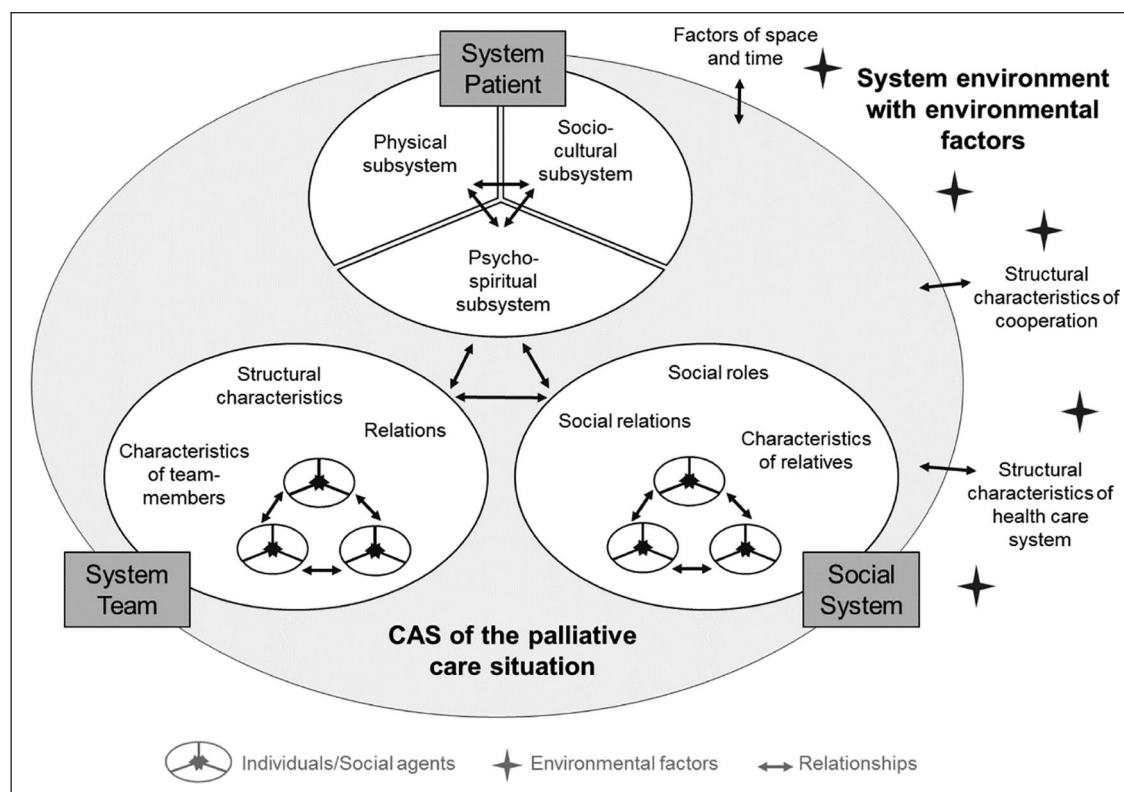 System
Patient
Factors of space
and time
System environment
with environmental
factors
Physical
subsystem
Socio-
cultural
subsystem
Psycho-
spiritual
subsystem
Structural
characteristics of
cooperation
Structural
characteristics
Relations
Characteristics
of team-
members
Social roles
Social relations
Characteristics
of relatives
Structural
characteristics of
health care
system
System
Team
Social
System
CAS of the palliative
care situation
Individuals/Social agents
Environmental factors
Relationships